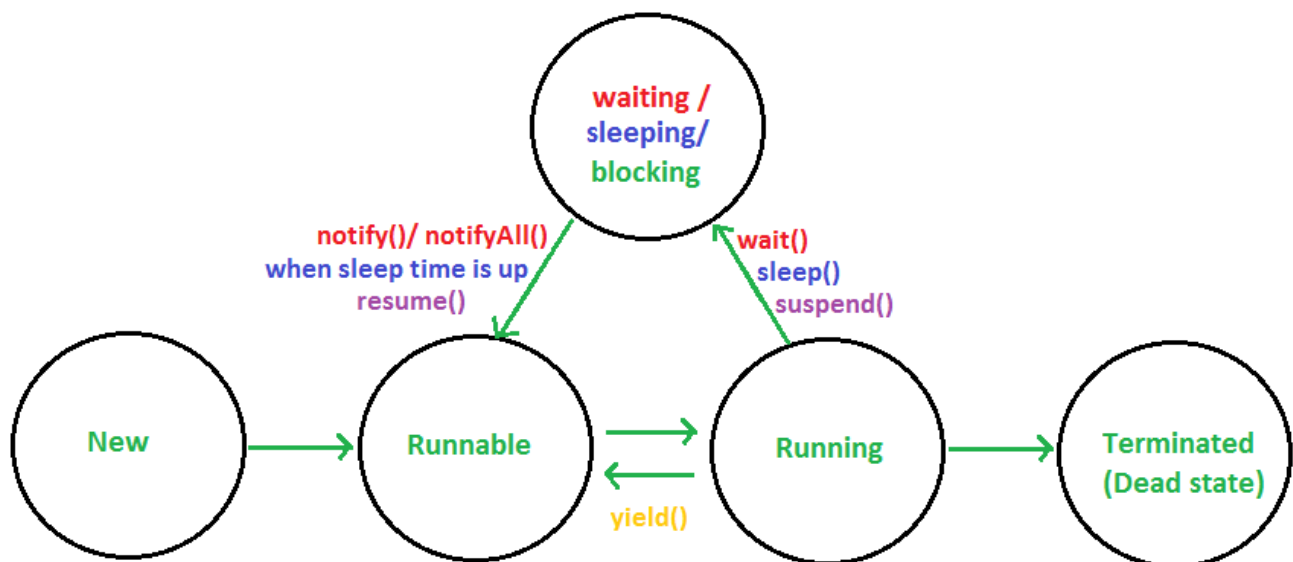 waiting /
sleeping/
blocking
notify()/ notifyAll()
when sleep time is up
resume()
wait()
sleep()
suspend()
New
Runnable
Running
Terminated
(Dead state)
yield()